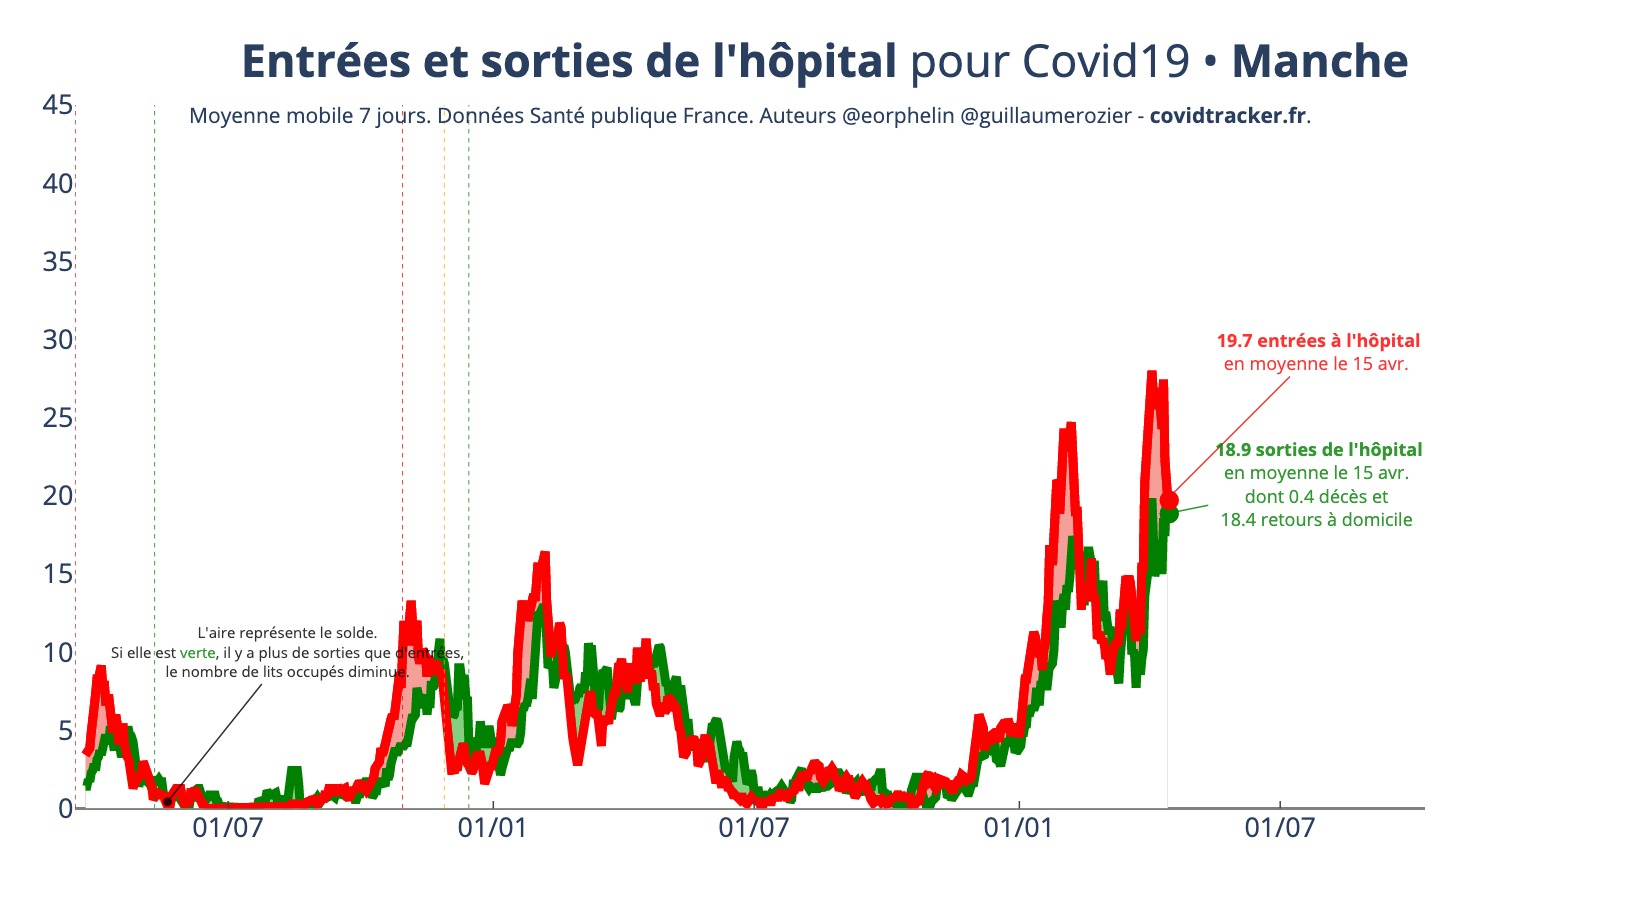 Entrées et sorties de l'hôpital pour Covid19 • Manche
Moyenne mobile 7 jours. Données Santé publique France. Auteurs @eorphelin @guillaumerozier - covidtracker.fr.
45
40
35
30
25
20
15
10
5
0
19.7 entrées à l'hôpital
en moyenne le 15 avr.
18.9 sorties de l'hôpital
en moyenne le 15 avr.
dont 0.4 décès et
18.4 retours à domicile
L'aire représente le solde.
Si elle est verte, il y a plus de sorties que d'entrées,
le nombre de lits occupés diminue.
01/07
01/01
01/07
01/01
01/07